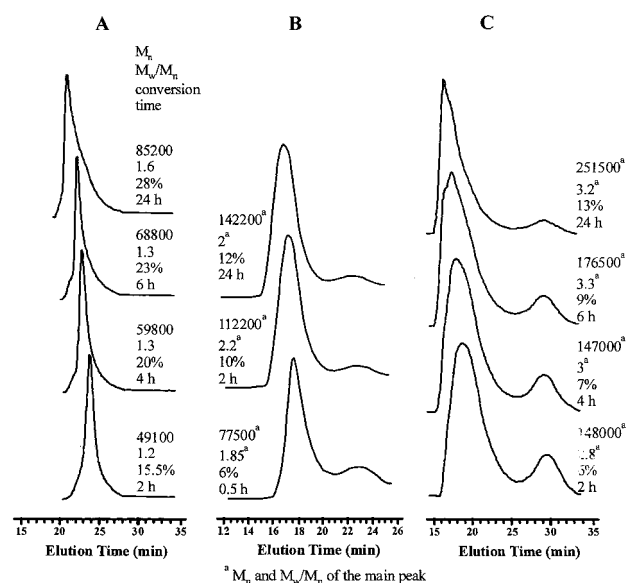 A
B
C
Mn
Mw/Mn
conversion
time
85200
1.6
28%
24 h
68800
1.3
23%
6 h
59800
1.3
20%
4 h
49100
1.2
15.5%
2 h
142200a
2a
12%
24 h
112200a
2.2a
10%
2 h
77500a
1.85a
6%
0.5 h
251500a
3.2a
13%
24 h
176500a
3.3a
9%
6 h
147000a
3a
7%
4 h
48000a
.8a
%
2 h
20 25 30 35
Elution Time (min)
12 14 16 18 20 22 24 26
Elution Time (min)
15 20 25 30 35
Elution Time (min)
a Mn and Mw/Mn of the main peak